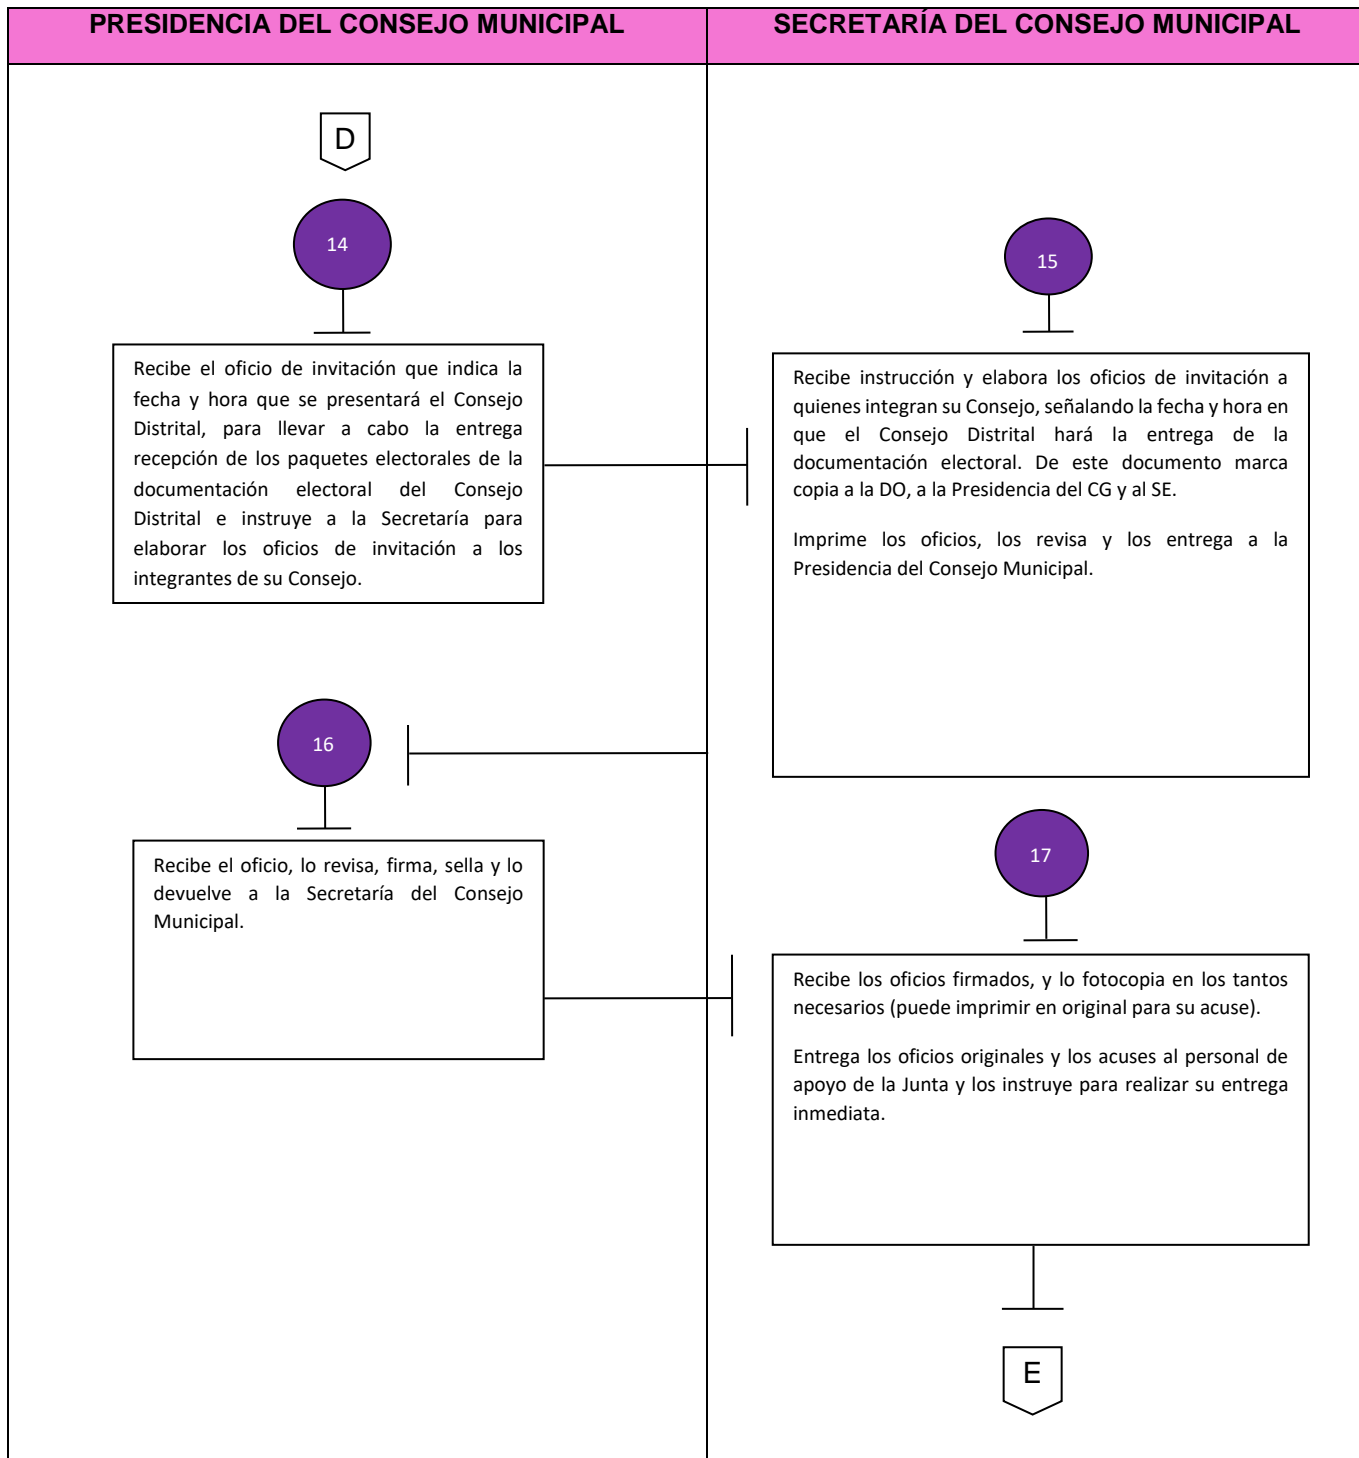 PRESIDENCIA DEL CONSEJO MUNICIPAL
SECRETARÍA DEL CONSEJO MUNICIPAL
D
14
Recibe el oficio de invitación que indica la
fecha y hora que se presentará el Consejo
Distrital, para llevar a cabo la entrega
recepción de los paquetes electorales de la
documentación electoral del Consejo
Distrital e instruye a la Secretaría para
elaborar los oficios de invitación a los
integrantes de su Consejo.
15
Recibe instrucción y elabora los oficios de invitación a
quienes integran su Consejo, señalando la fecha y hora en
que el Consejo Distrital hará la entrega de la
documentación electoral. De este documento marca
copia a la DO, a la Presidencia del CG y al SE.
Imprime los oficios, los revisa y los entrega a la
Presidencia del Consejo Municipal.
16
Recibe el oficio, lo revisa, firma, sella y lo
devuelve a la Secretaría del Consejo
Municipal.
17
Recibe los oficios firmados, y lo fotocopia en los tantos
necesarios (puede imprimir en original para su acuse).
Entrega los oficios originales y los acuses al personal de
apoyo de la Junta y los instruye para realizar su entrega
inmediata.
E